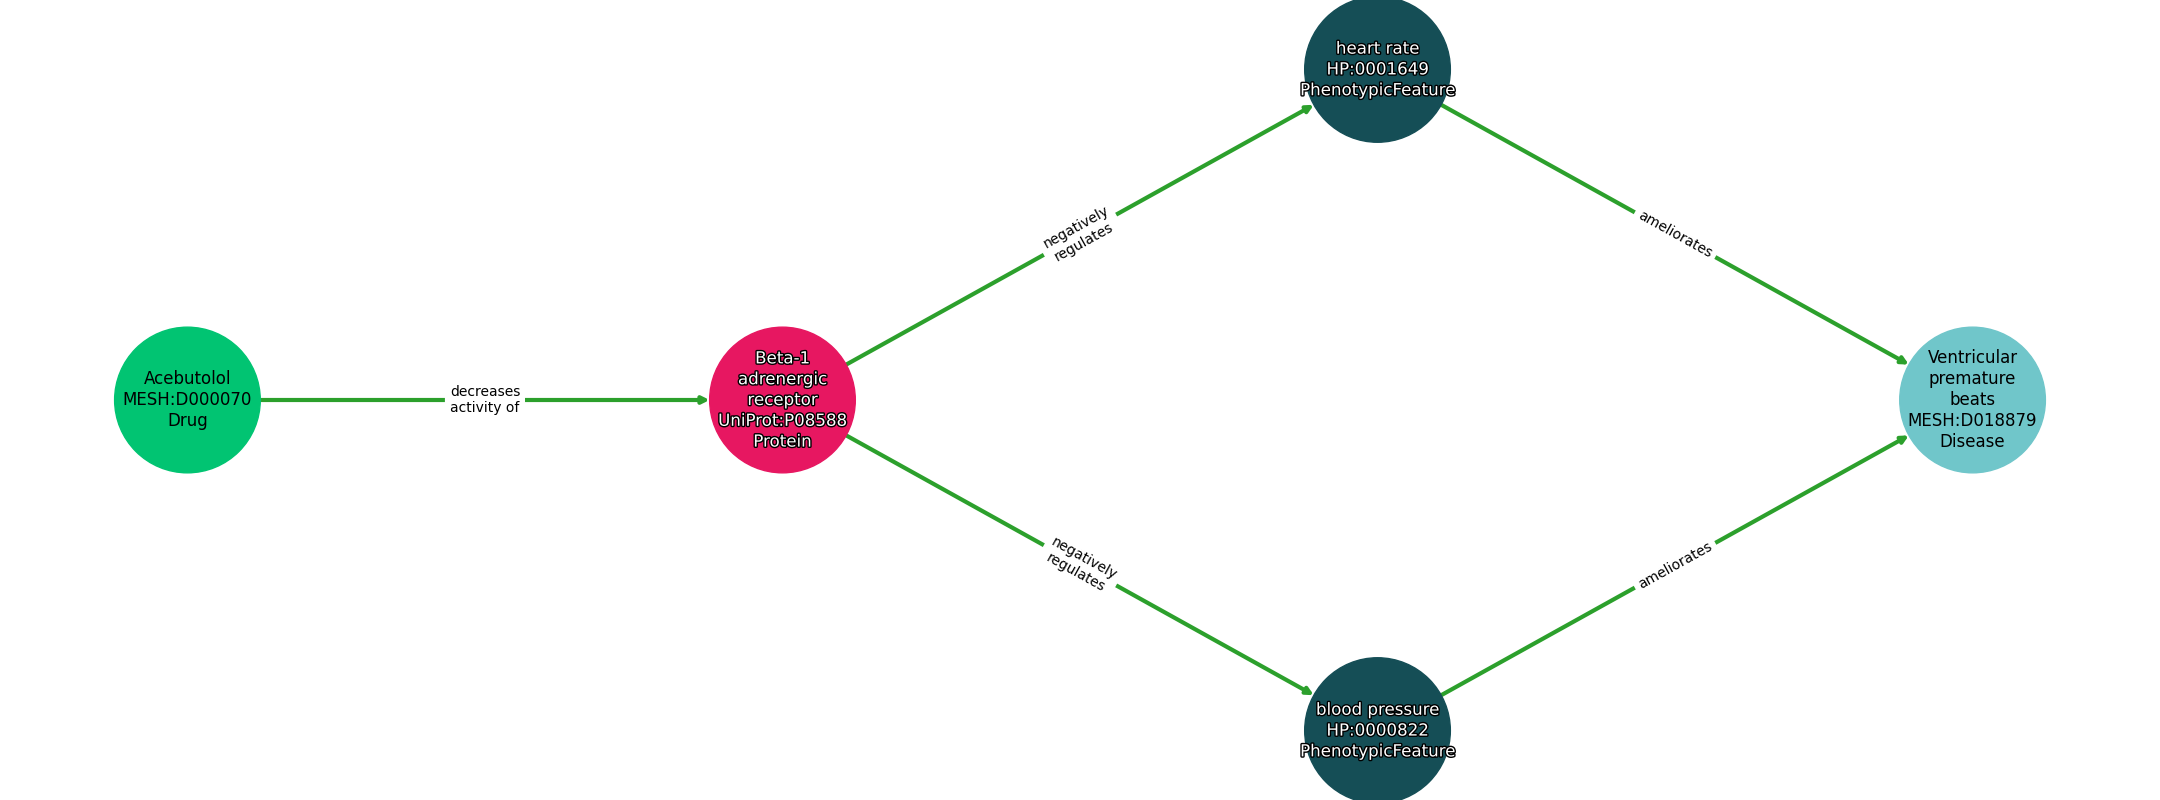 heart rate
HP:0001649
PhenotypicFeature
negatively
regulates
ameliorates
Acebutolol
MESH:D000070
Drug
decreases
activity of
Beta-1
adrenergic
receptor
UniProt:P08588
Protein
Ventricular
premature
beats
MESH:D018879
Disease
negatively
regulates
ameliorates
blood pressure
HP:0000822
PhenotypicFeature